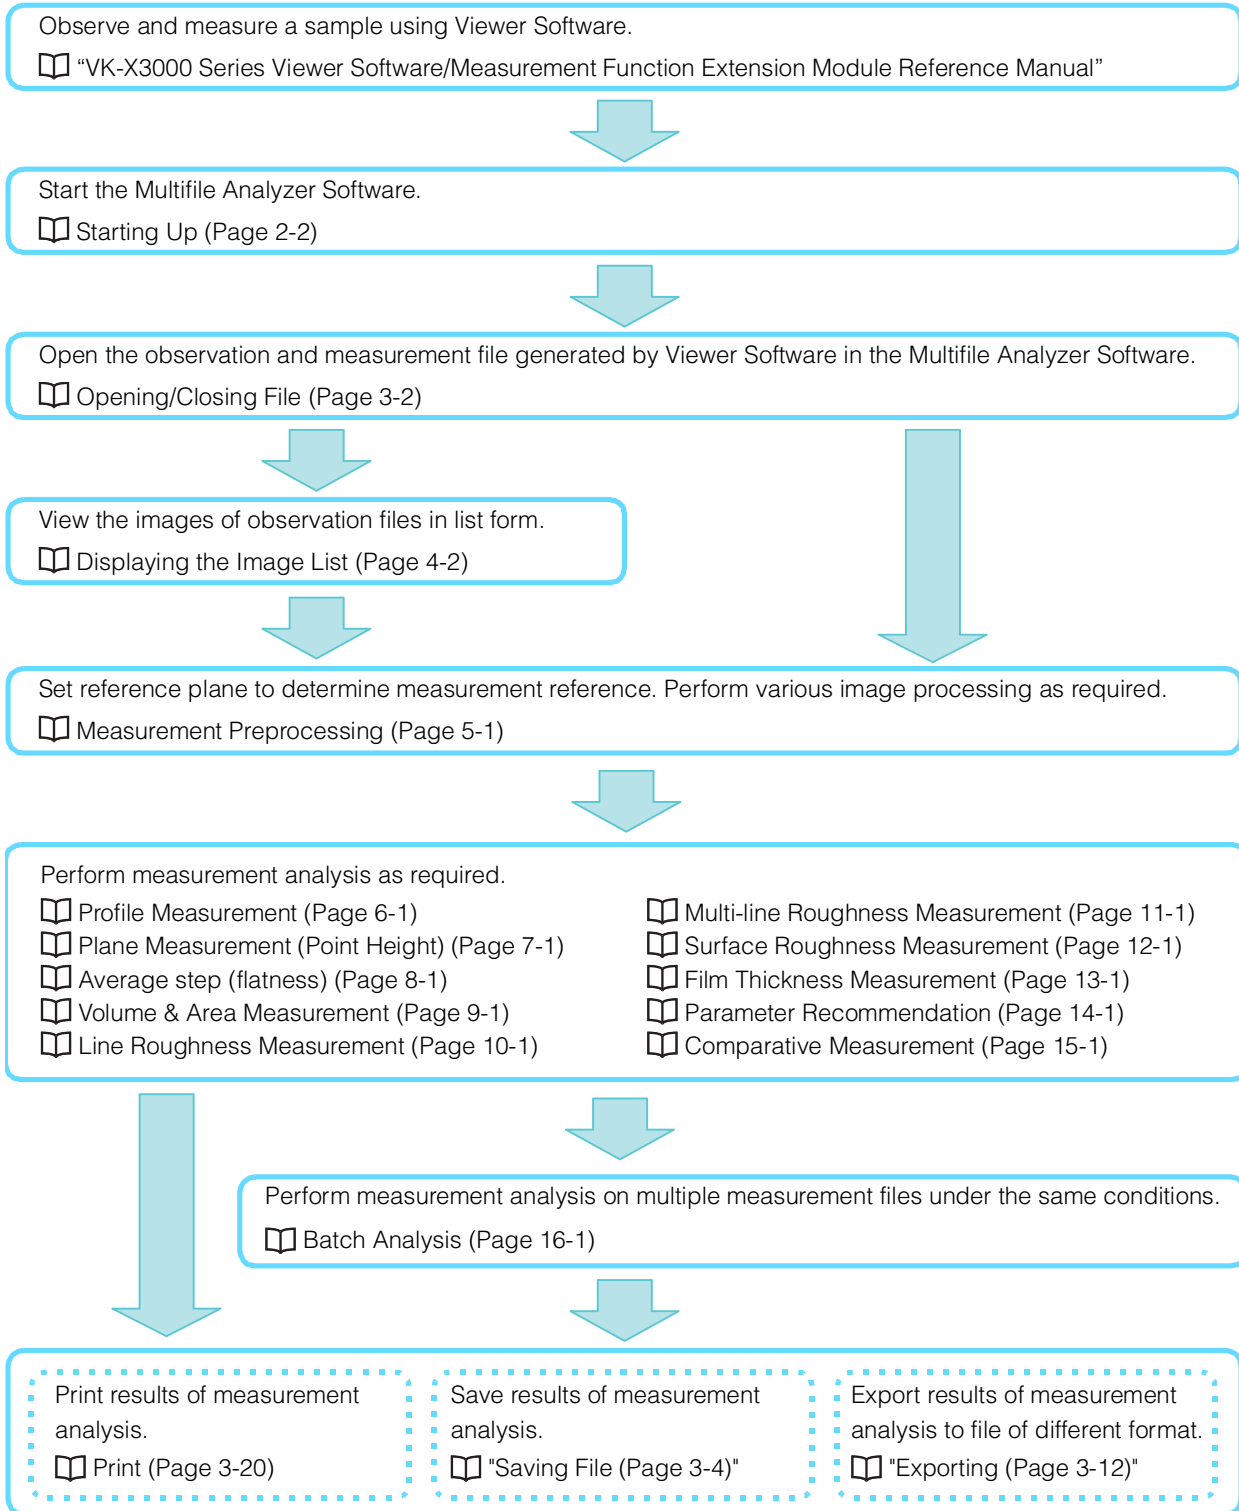 Observe and measure a sample using Viewer Software.
“VK-X3000 Series Viewer Software/Measurement Function Extension Module Reference Manual”
Start the Multifile Analyzer Software.
Starting Up (Page 2-2)
Open the observation and measurement file generated by Viewer Software in the Multifile Analyzer Software.
Opening/Closing File (Page 3-2)
View the images of observation files in list form.
Displaying the Image List (Page 4-2)
Set reference plane to determine measurement reference. Perform various image processing as required.
Measurement Preprocessing (Page 5-1)
Perform measurement analysis as required.
Profile Measurement (Page 6-1)
Plane Measurement (Point Height) (Page 7-1)
Average step (flatness) (Page 8-1)
Volume & Area Measurement (Page 9-1)
Line Roughness Measurement (Page 10-1)
Multi-line Roughness Measurement (Page 11-1)
Surface Roughness Measurement (Page 12-1)
Film Thickness Measurement (Page 13-1)
Parameter Recommendation (Page 14-1)
Comparative Measurement (Page 15-1)
Perform measurement analysis on multiple measurement files under the same conditions.
Batch Analysis (Page 16-1)
Print results of measurement
analysis.
Print (Page 3-20)
Save results of measurement
analysis.
"Saving File (Page 3-4)"
Export results of measurement
analysis to file of different format.
"Exporting (Page 3-12)"